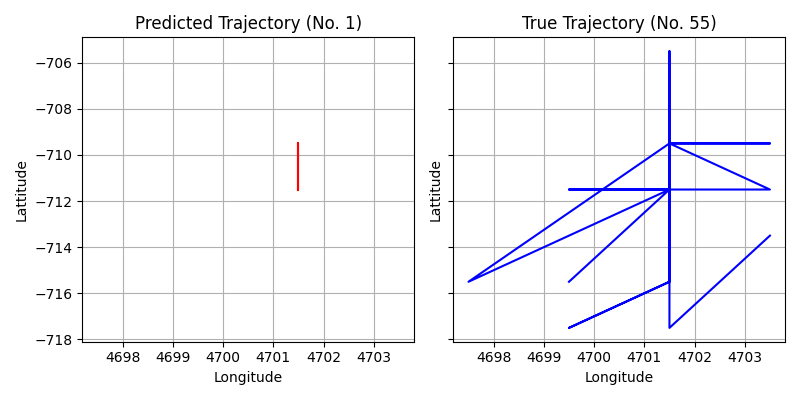 Predicted Trajectory (No. 1)
True Trajectory (No. 55)
Lattitude
−706
−708
−710
−712
−714
−716
−718
4698 4699 4700 4701 4702 4703
Longitude
Lattitude
4698 4699 4700 4701 4702 4703
Longitude